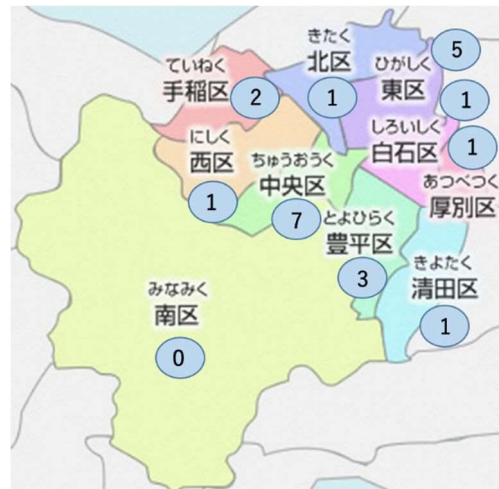 きたく
北区
1
ひがしく
東区
5
ていねく
手稲区
2
しろいしく
白石区
1
にしく
西区
1
ちゅうおうく
中央区
7
あつべつく
厚別区
1
とよひらく
豊平区
3
きよたく
清田区
1
みなみく
南区
0